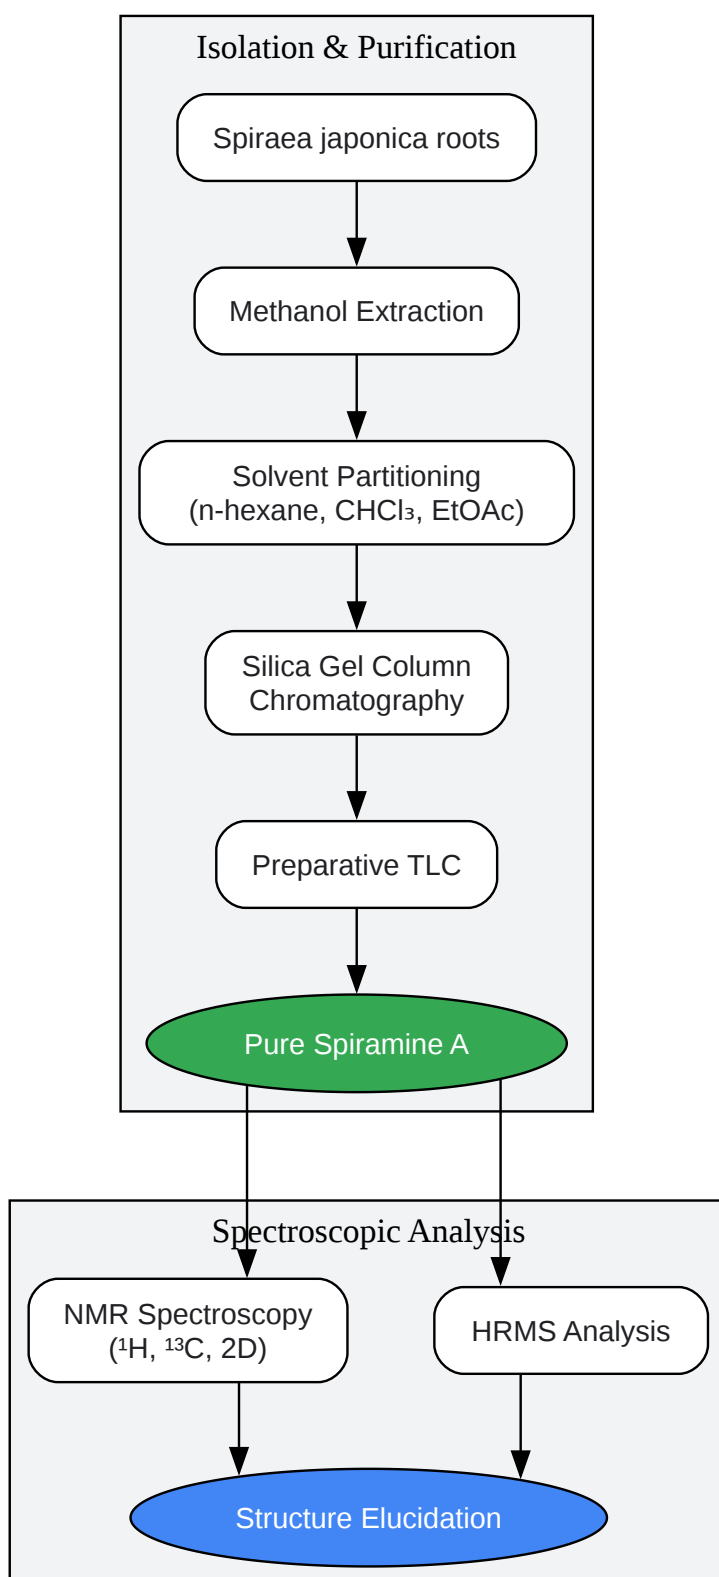 Isolation & Purification
Spiraea japonica roots
Methanol Extraction
Solvent Partitioning
(n-hexane, CHCl₃, EtOAc)
Silica Gel Column
Chromatography
Preparative TLC
Pure Spiramine A
Spectroscopic Analysis
NMR Spectroscopy
(¹H, ¹³C, 2D)
HRMS Analysis
Structure Elucidation